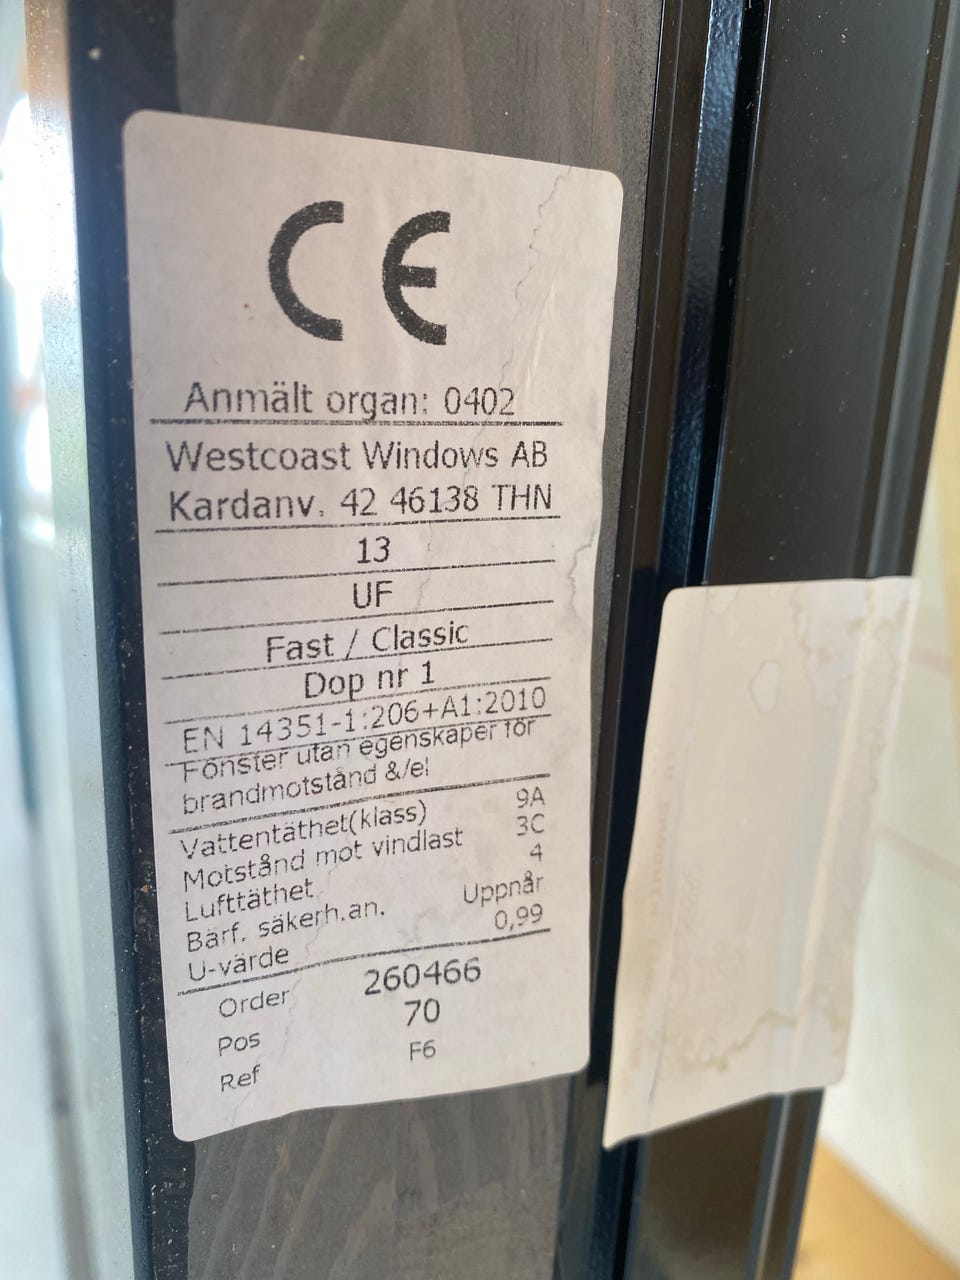 CE
Anmält organ: 0402
Westcoast Windows AB
Kardanv. 42 46138 THN
13
UF
Fast / Classic
Dop nr 1
EN 14351-1:206+A1:2010
Fönster utan egenskaper för
brandmotstånd &/el
Vattentäthet(klass) 9A
Motstånd mot vindlast 3C
Lufttäthet 4
Bärf. säkerh.an. Uppnår
U-värde 0,99
Order 260466
Pos 70
Ref F6